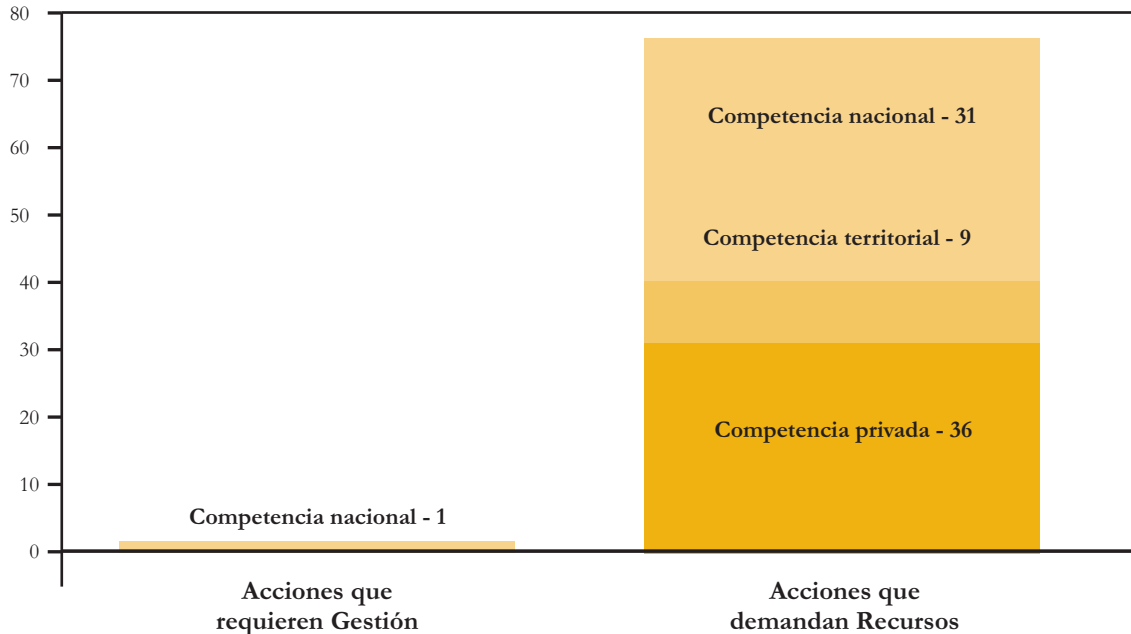 80
70
60
50
40
30
20
10
0
Competencia nacional - 31
Competencia territorial - 9
Competencia privada - 36
Competencia nacional - 1
Acciones que
requieren Gestión
Acciones que
demandan Recursos